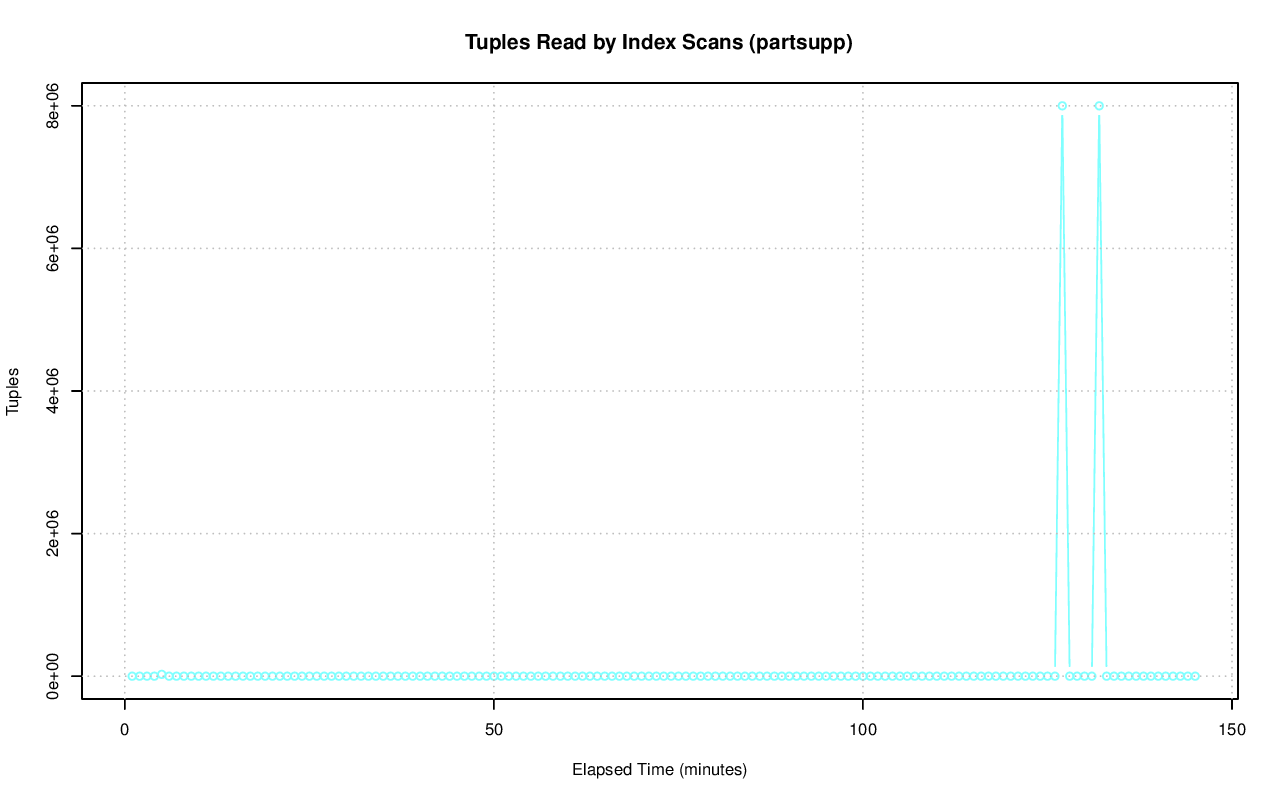 Tuples Read by Index Scans (partsupp)
Tuples
8e+06
6e+06
4e+06
2e+06
0e+00
0 50 100 150
Elapsed Time (minutes)